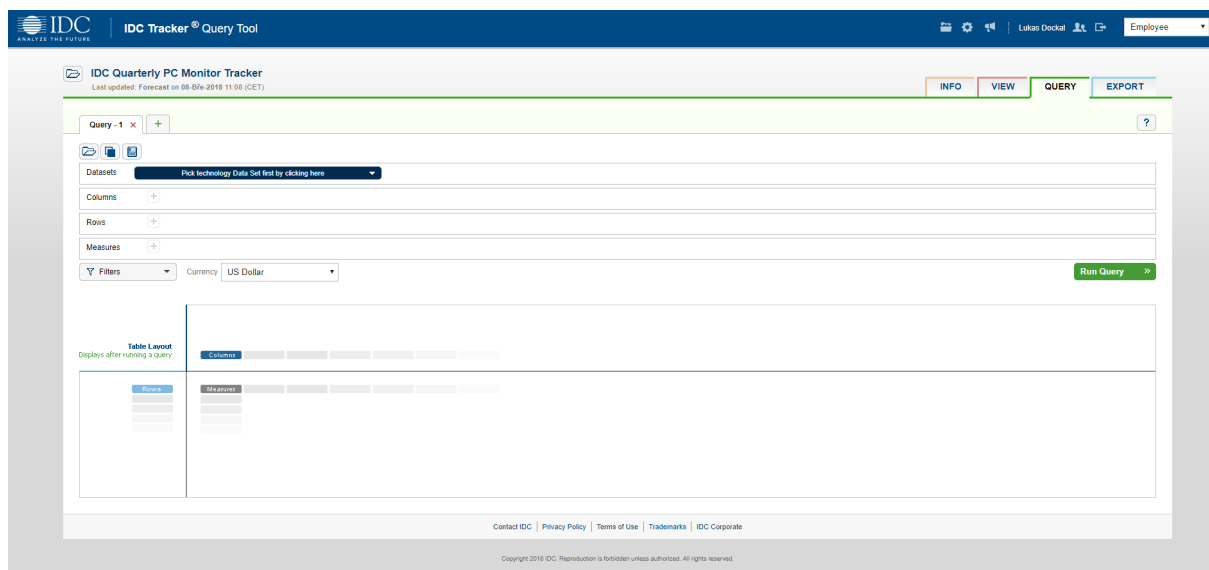 IDC
ANALYZE THE FUTURE
IDC Tracker ® Query Tool
Lukas Dockal
Employee
IDC Quarterly PC Monitor Tracker
Last updated: Forecast on 08-Bře-2018 11:08 (CET)
INFO
VIEW
QUERY
EXPORT
Query - 1 ×
+
?
Datasets
Pick technology Data Set first by clicking here
Columns +
Rows +
Measures +
Filters
Currency US Dollar
Run Query »
Table Layout
Displays after running a query
Columns
Rows
Measures
Contact IDC | Privacy Policy | Terms of Use | Trademarks | IDC Corporate
Copyright 2018 IDC. Reproduction is forbidden unless authorized. All rights reserved.